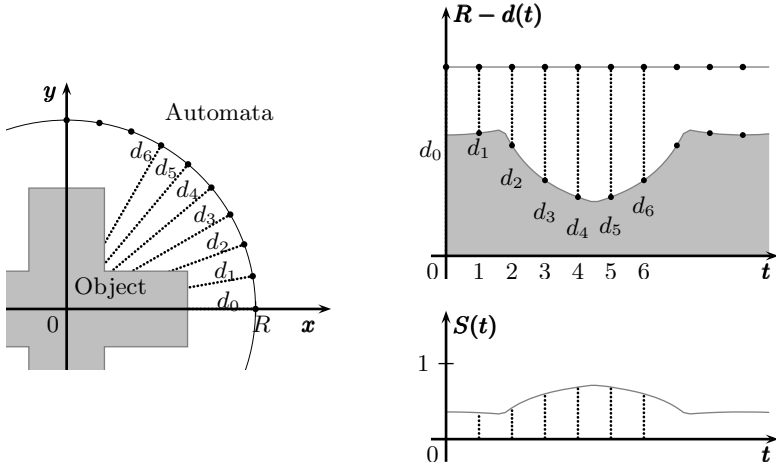 y
Automata
d6
d5
d4
d3
d2
d1
d0
Object
0
R
x
R − d(t)
d0
d1
d2
d3
d4
d5
d6
0 1 2 3 4 5 6 t
S(t)
1
0
t